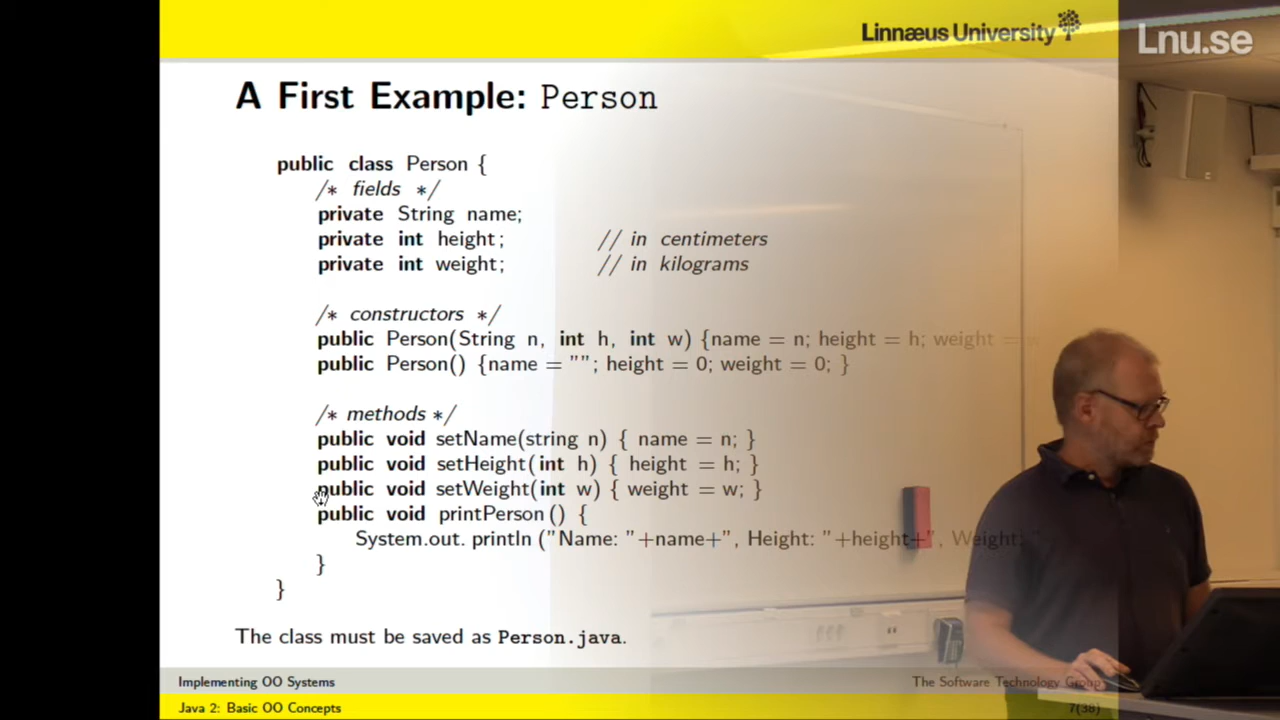 Linnæus University
Lnu.se
A First Example: Person
public class Person {
/* fields */
private String name;
private int height; // in centimeters
private int weight; // in kilograms
/* constructors */
public Person(String n, int h, int w) {name = n; height = h; weight =
public Person() {name = ""; height = 0; weight = 0; }
/* methods */
public void setName(string n) { name = n; }
public void setHeight(int h) { height = h; }
public void setWeight(int w) { weight = w; }
public void printPerson() {
System.out. println ("Name: "+name+", Height: "+height+", Weight: "
}
}
The class must be saved as Person.java.
Implementing OO Systems
The Software Technology Group
Java 2: Basic OO Concepts
7(38)